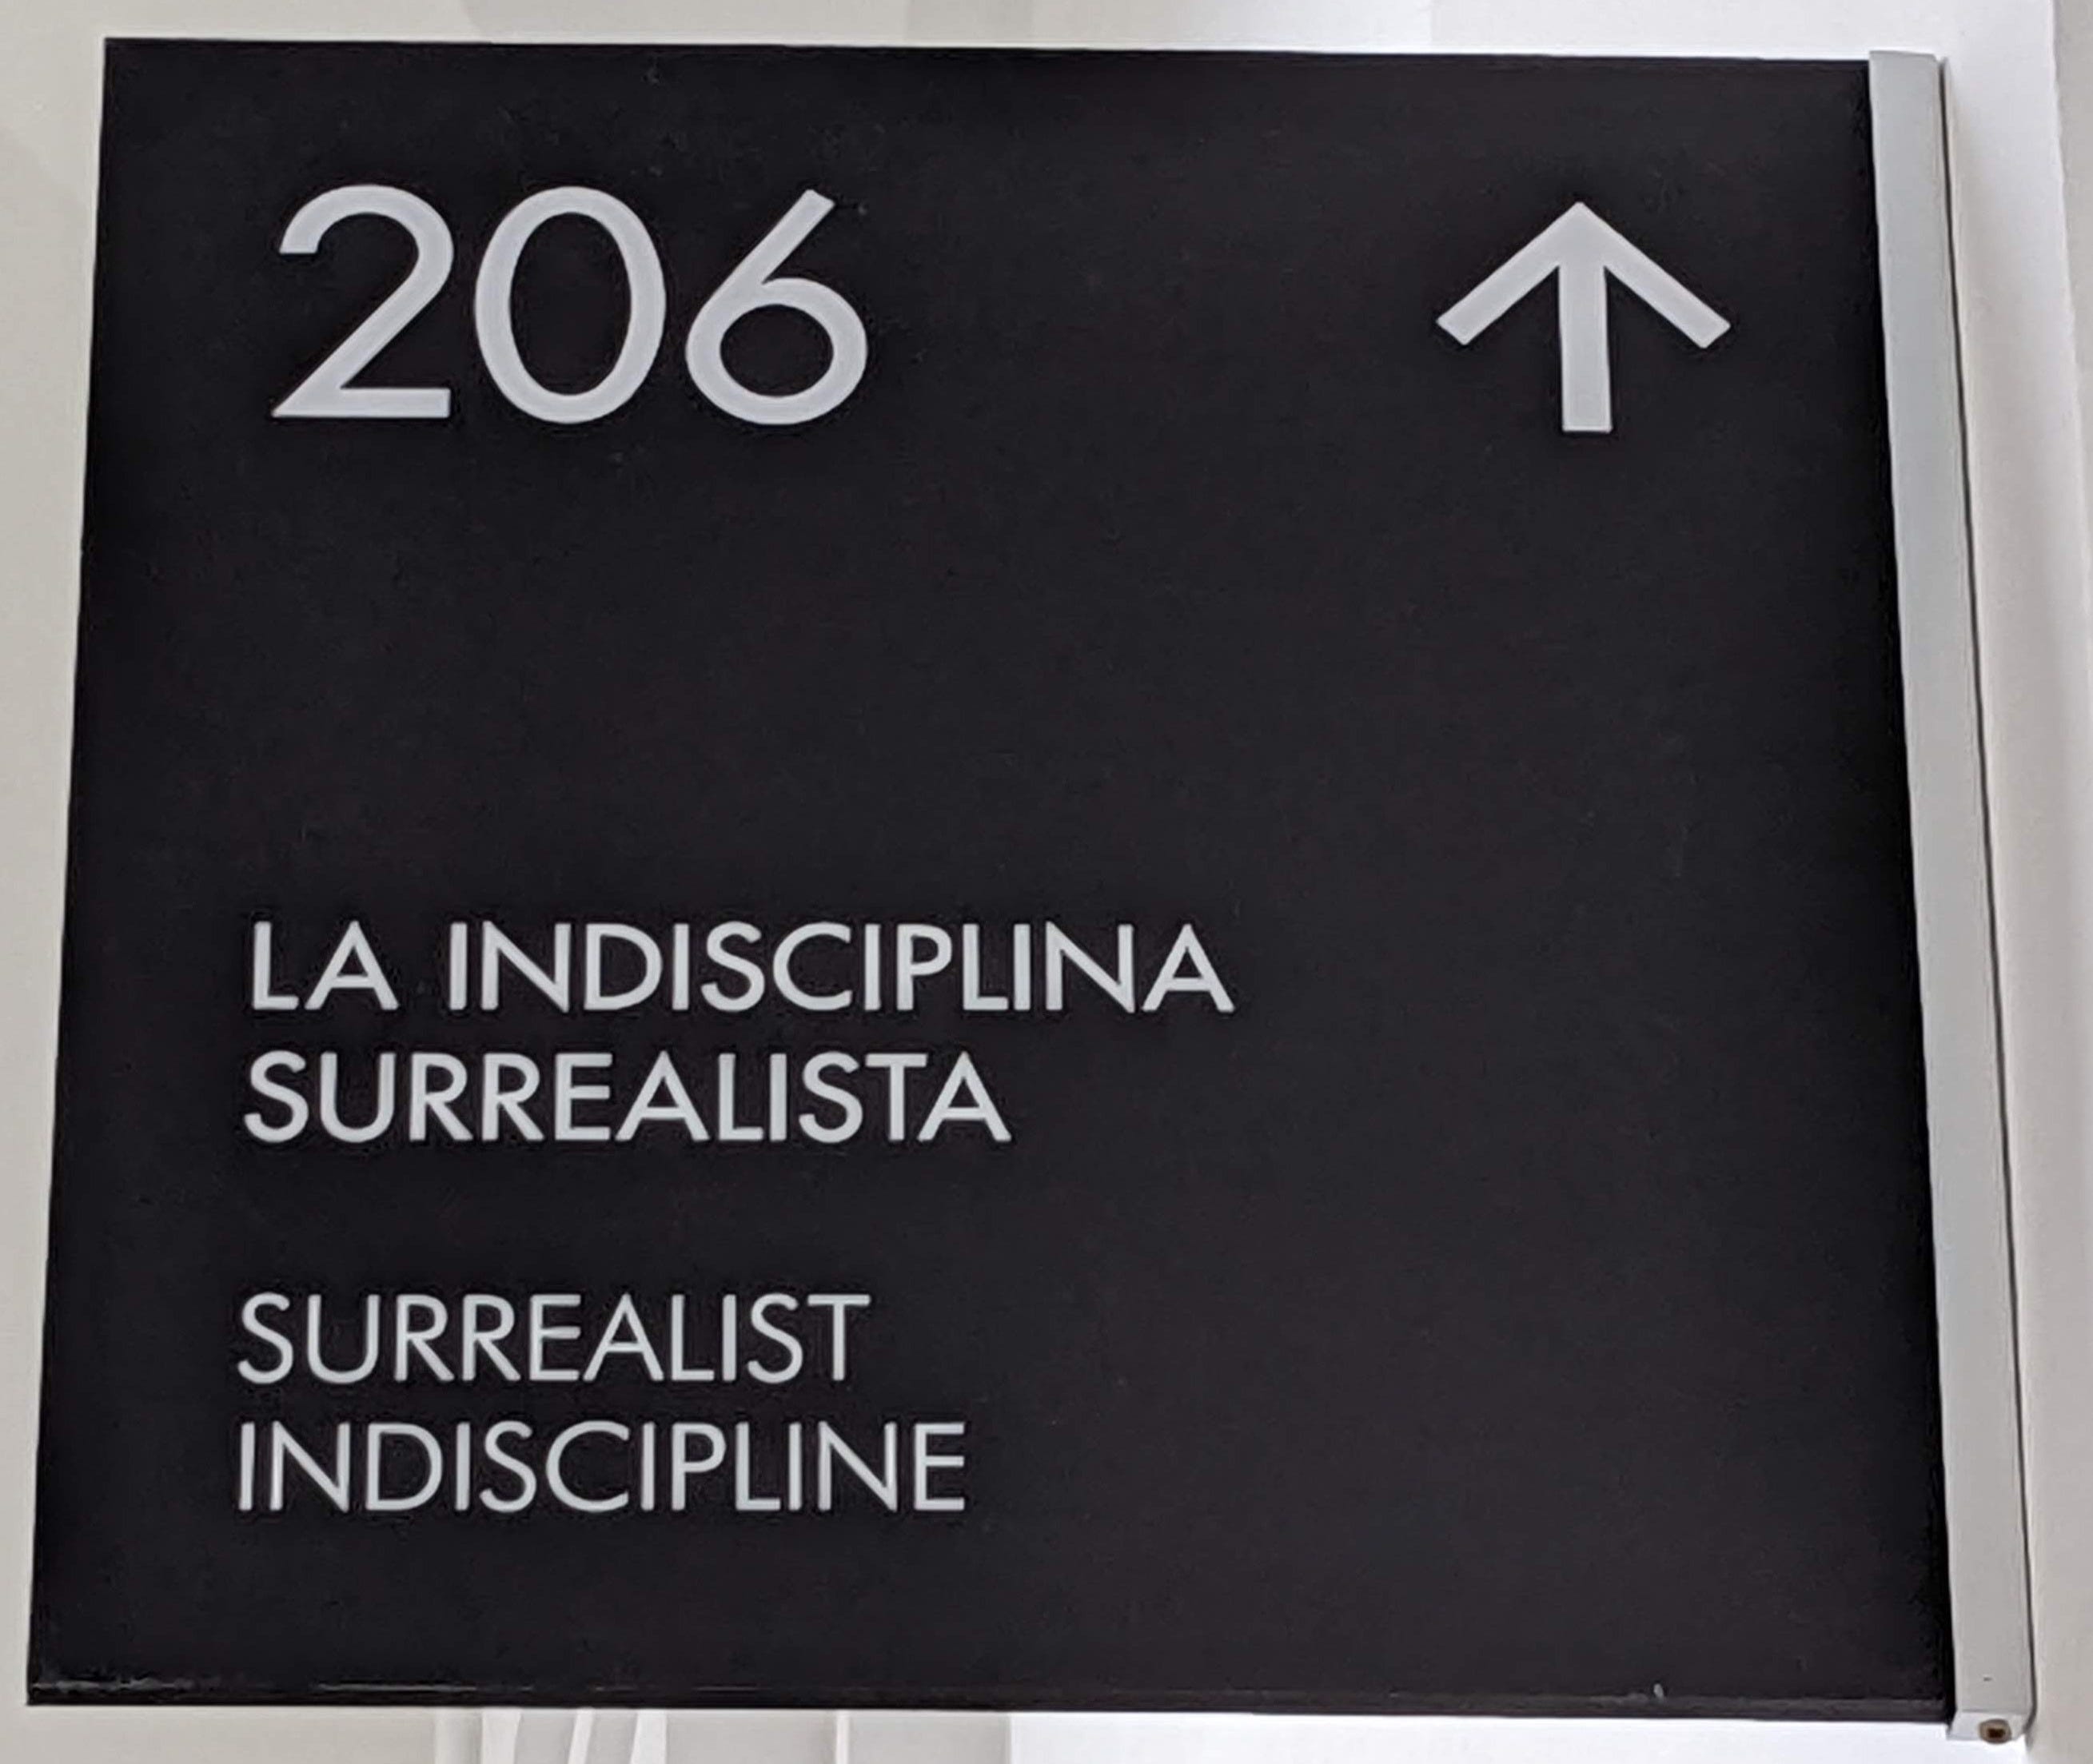 206
LA INDISCIPLINA
SURREALISTA
SURREALIST
INDISCIPLINE